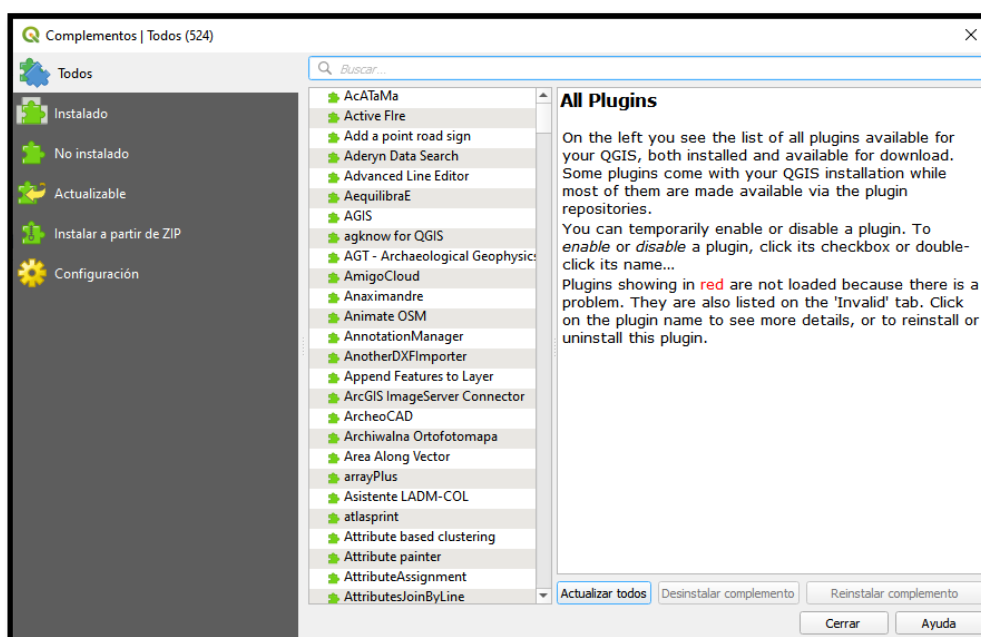 Complementos | Todos (524)
Todos
Instalado
No instalado
Actualizable
Instalar a partir de ZIP
Configuración
Buscar...
AcATaMa
Active FIre
Add a point road sign
Aderyn Data Search
Advanced Line Editor
AequilibraE
AGIS
agknow for QGIS
AGT - Archaeological Geophysics
AmigoCloud
Anaximandre
Animate OSM
AnnotationManager
AnotherDXFImporter
Append Features to Layer
ArcGIS ImageServer Connector
ArcheoCAD
Archiwalna Ortofotomapa
Area Along Vector
arrayPlus
Asistente LADM-COL
atlasprint
Attribute based clustering
Attribute painter
AttributeAssignment
AttributesJoinByLine
All Plugins
On the left you see the list of all plugins available for
your QGIS, both installed and available for download.
Some plugins come with your QGIS installation while
most of them are made available via the plugin
repositories.
You can temporarily enable or disable a plugin. To
enable or disable a plugin, click its checkbox or double-
click its name...
Plugins showing in red are not loaded because there is a
problem. They are also listed on the 'Invalid' tab. Click
on the plugin name to see more details, or to reinstall or
uninstall this plugin.
Actualizar todos
Desinstalar complemento
Reinstalar complemento
Cerrar
Ayuda